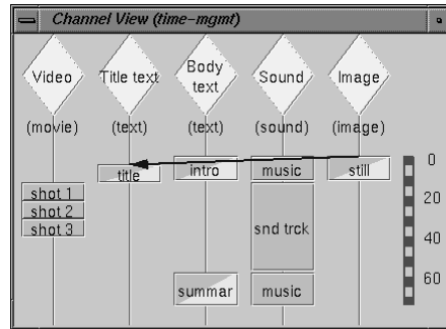 Channel View (time-mgmt)
Video
Title text
Body
text
Sound
Image
(movie)
(text)
(text)
(sound)
(image)
title
intro
music
still
0
shot 1
shot 2
shot 3
20
snd trck
40
summar
music
60